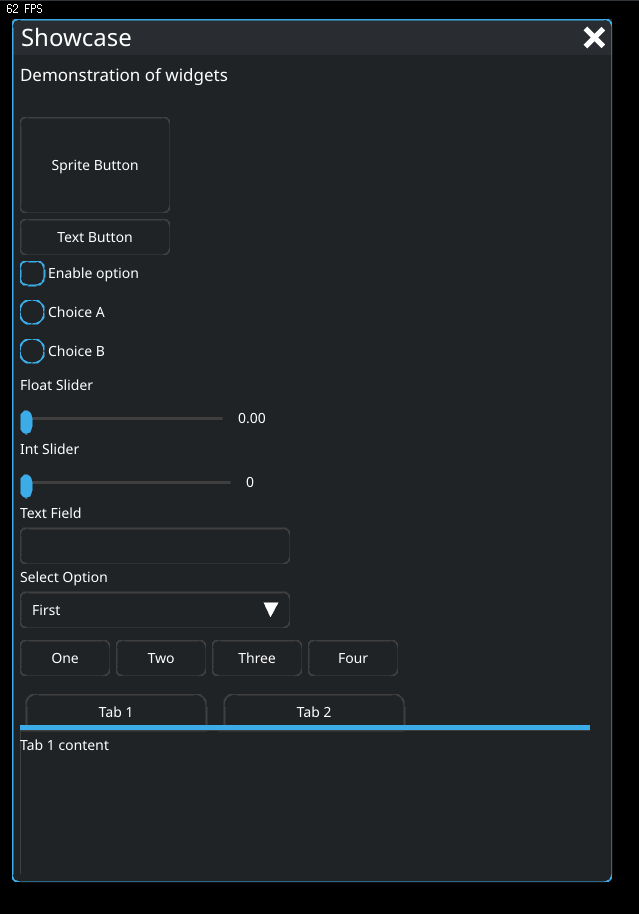 62 FPS
Showcase
Demonstration of widgets
Sprite Button
Text Button
Enable option
Choice A
Choice B
Float Slider
0.00
Int Slider
0
Text Field
Select Option
First
One Two Three Four
Tab 1 Tab 2
Tab 1 content